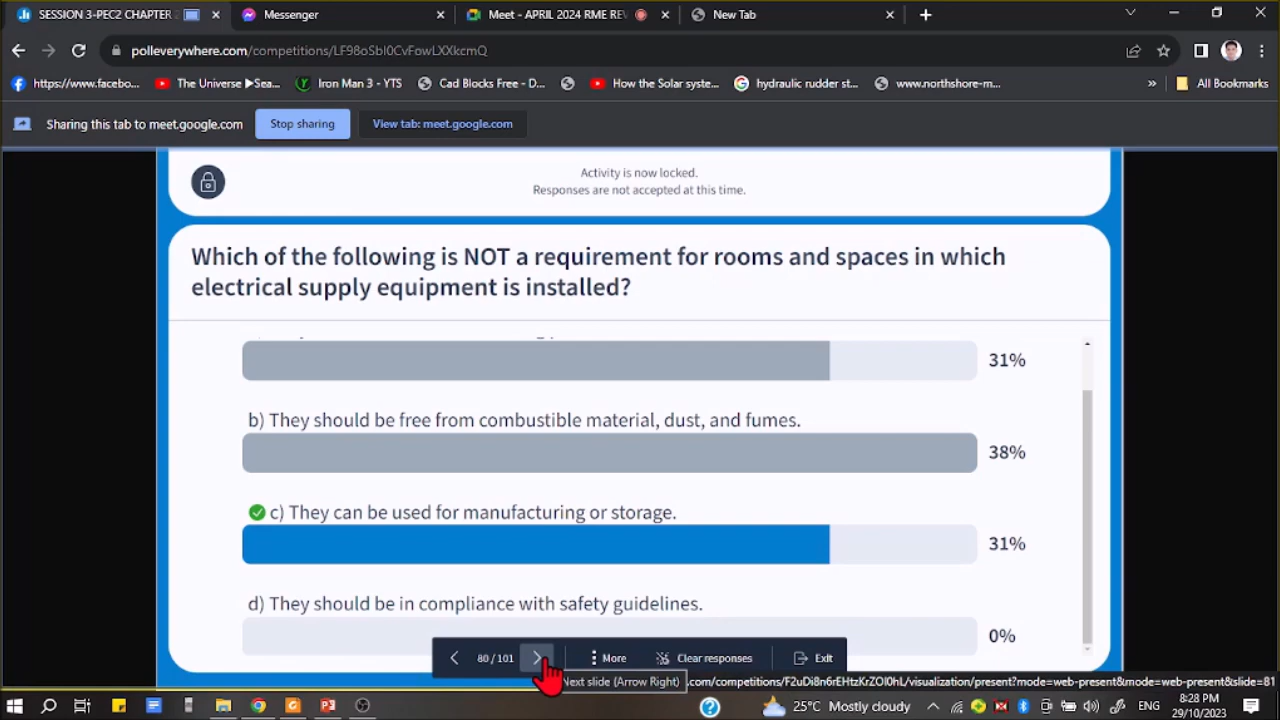 SESSION 3-PEC2 CHAPTER 2
Messenger
Meet - APRIL 2024 RME REV
New Tab
polleverywhere.com/competitions/LF98oSbI0CvFowLXXkcmQ
https://www.facebo...
The Universe ▶Sea...
Iron Man 3 - YTS
Cad Blocks Free - D...
How the Solar syste...
hydraulic rudder st...
www.northshore-m...
»
All Bookmarks
Sharing this tab to meet.google.com
Stop sharing
View tab: meet.google.com
Activity is now locked.
Responses are not accepted at this time.
Which of the following is NOT a requirement for rooms and spaces in which
electrical supply equipment is installed?
31%
b) They should be free from combustible material, dust, and fumes.
38%
c) They can be used for manufacturing or storage.
31%
d) They should be in compliance with safety guidelines.
0%
80 / 101
More
Clear responses
Exit
Next slide (Arrow Right)
.com/competitions/F2uDi8n6rEHtzKrZOl0hL/visualization/present?mode=web-present&mode=web-present&slide=81
25°C Mostly cloudy
ENG
8:28 PM
29/10/2023